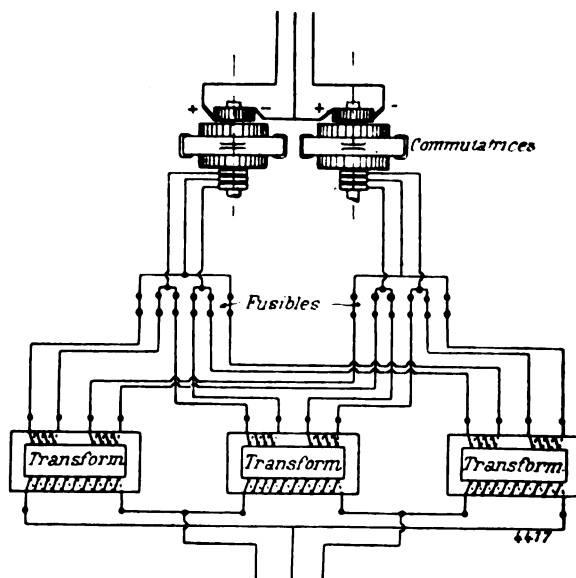 + - + -
Commutatrices
Fusibles
Transform
Transform
Transform
4417